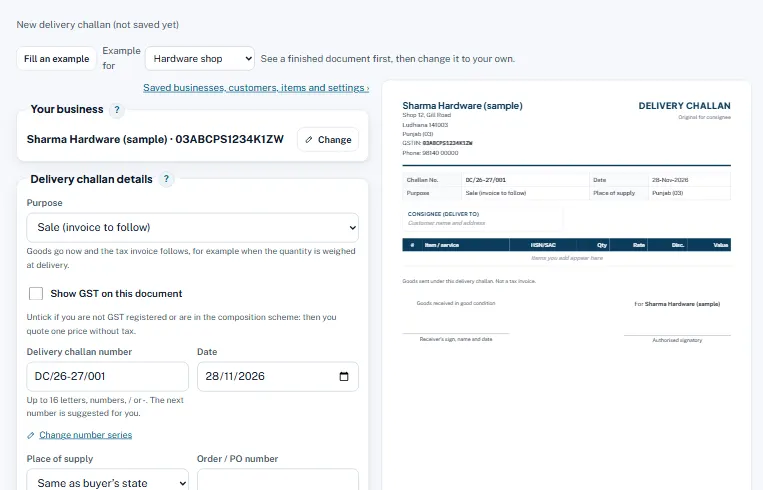 New delivery challan (not saved yet)
Fill an example
Example for
Hardware shop
See a finished document first, then change it to your own.
Saved businesses, customers, items and settings ›
Your business ?
Sharma Hardware (sample) · 03ABCPS1234K1ZW
Change
Delivery challan details ?
Purpose
Sale (invoice to follow)
Goods go now and the tax invoice follows, for example when the quantity is weighed
at delivery.
Show GST on this document
Untick if you are not GST registered or are in the composition scheme: then you
quote one price without tax.
Delivery challan number
DC/26-27/001
Date
28/11/2026
Up to 16 letters, numbers, / or -. The next
number is suggested for you.
Change number series
Place of supply
Same as buyer's state
Order / PO number
Sharma Hardware (sample)
Shop 12, Gill Road
Ludhiana 141003
Punjab (03)
GSTIN: 03ABCPS1234K1ZW
Phone: 98140 00000
DELIVERY CHALLAN
Original for consignee
Challan No. DC/26-27/001 Date 28-Nov-2026
Purpose Sale (invoice to follow) Place of supply Punjab (03)
CONSIGNEE (DELIVER TO)
Customer name and address
# Item / service HSN/SAC Qty Rate Disc. Value
Items you add appear here
Goods sent under this delivery challan. Not a tax invoice.
Goods received in good condition
For Sharma Hardware (sample)
Receiver's sign, name and date
Authorised signatory